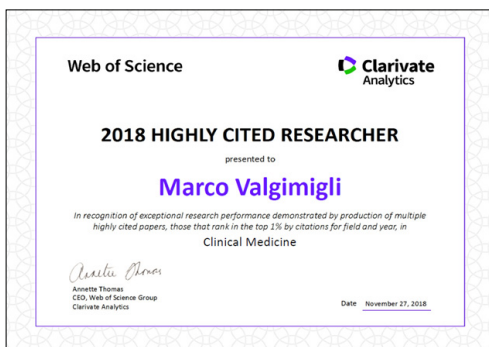 Web of Science
Clarivate
Analytics
2018 HIGHLY CITED RESEARCHER
presented to
Marco Valgimigli
In recognition of exceptional research performance demonstrated by production of multiple
highly cited papers, those that rank in the top 1% by citations for field and year, in
Clinical Medicine
Annette Thomas
Annette Thomas
CEO, Web of Science Group
Clarivate Analytics
Date November 27, 2018